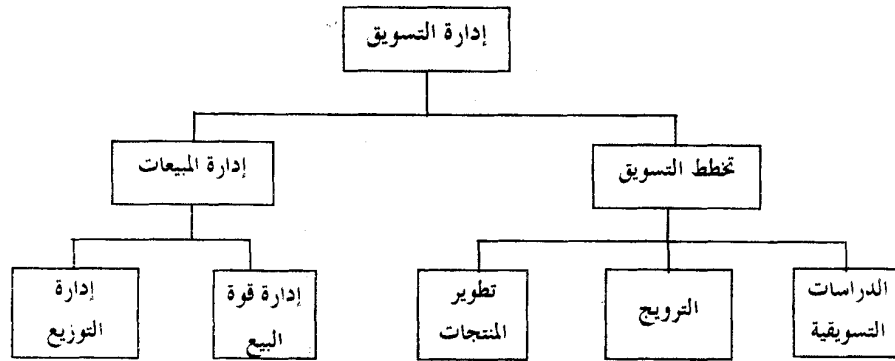 إدارة التسويق
تخطط التسويق
إدارة المبيعات
الدراسات
التسويقية
الترويج
تطوير
المنتجات
إدارة قوة
البيع
إدارة
التوزيع